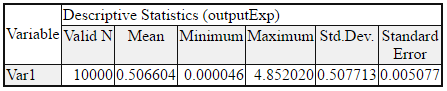 Descriptive Statistics (outputExp)
Variable Valid N Mean Minimum Maximum Std.Dev. Standard Error
Var1 10000 0.506604 0.000046 4.852020 0.507713 0.005077